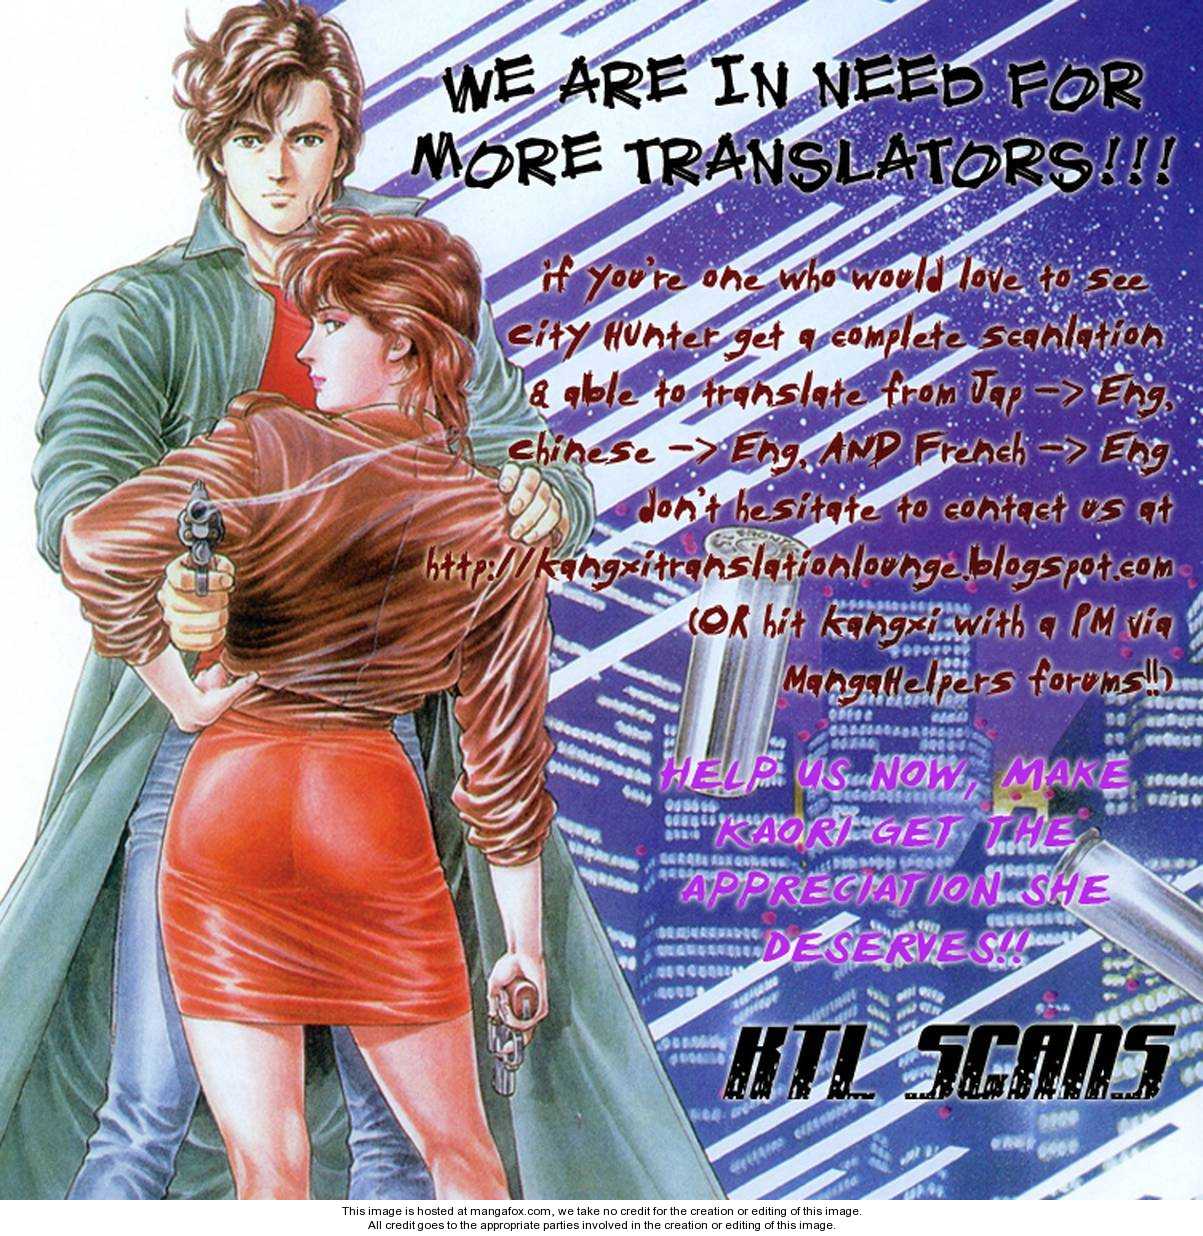 WE ARE IN NEED FOR
MORE TRANSLATORS!!!
if you're one who would love to see
City Hunter get a complete scanlation
& able to translate from Jap -> Eng,
Chinese -> Eng, AND French -> Eng
don't hesitate to contact us at
http://kangxitranslationlounge.blogspot.com
(OR hit kangxi with a PM via
MangaHelpers forums!!)
HELP US NOW, MAKE
KAORI GET THE
APPRECIATION SHE
DESERVES!!
KTL SCANS
This image is hosted at mangafox.com, we take no credit for the creation or editing of this image.
All credit goes to the appropriate parties involved in the creation or editing of this image.